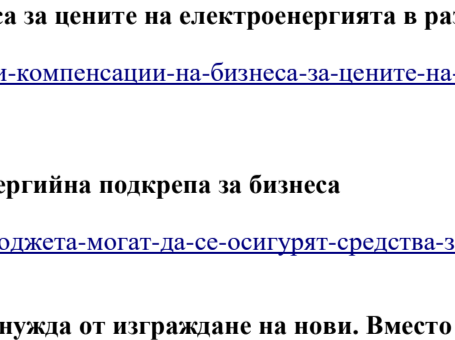 са за цените на електроенергията в раз
и-компенсации-на-бизнеса-за-цените-на-
ергийна подкрепа за бизнеса
юджета-могат-да-се-осигурят-средства-з
нужда от изграждане на нови. Вместо